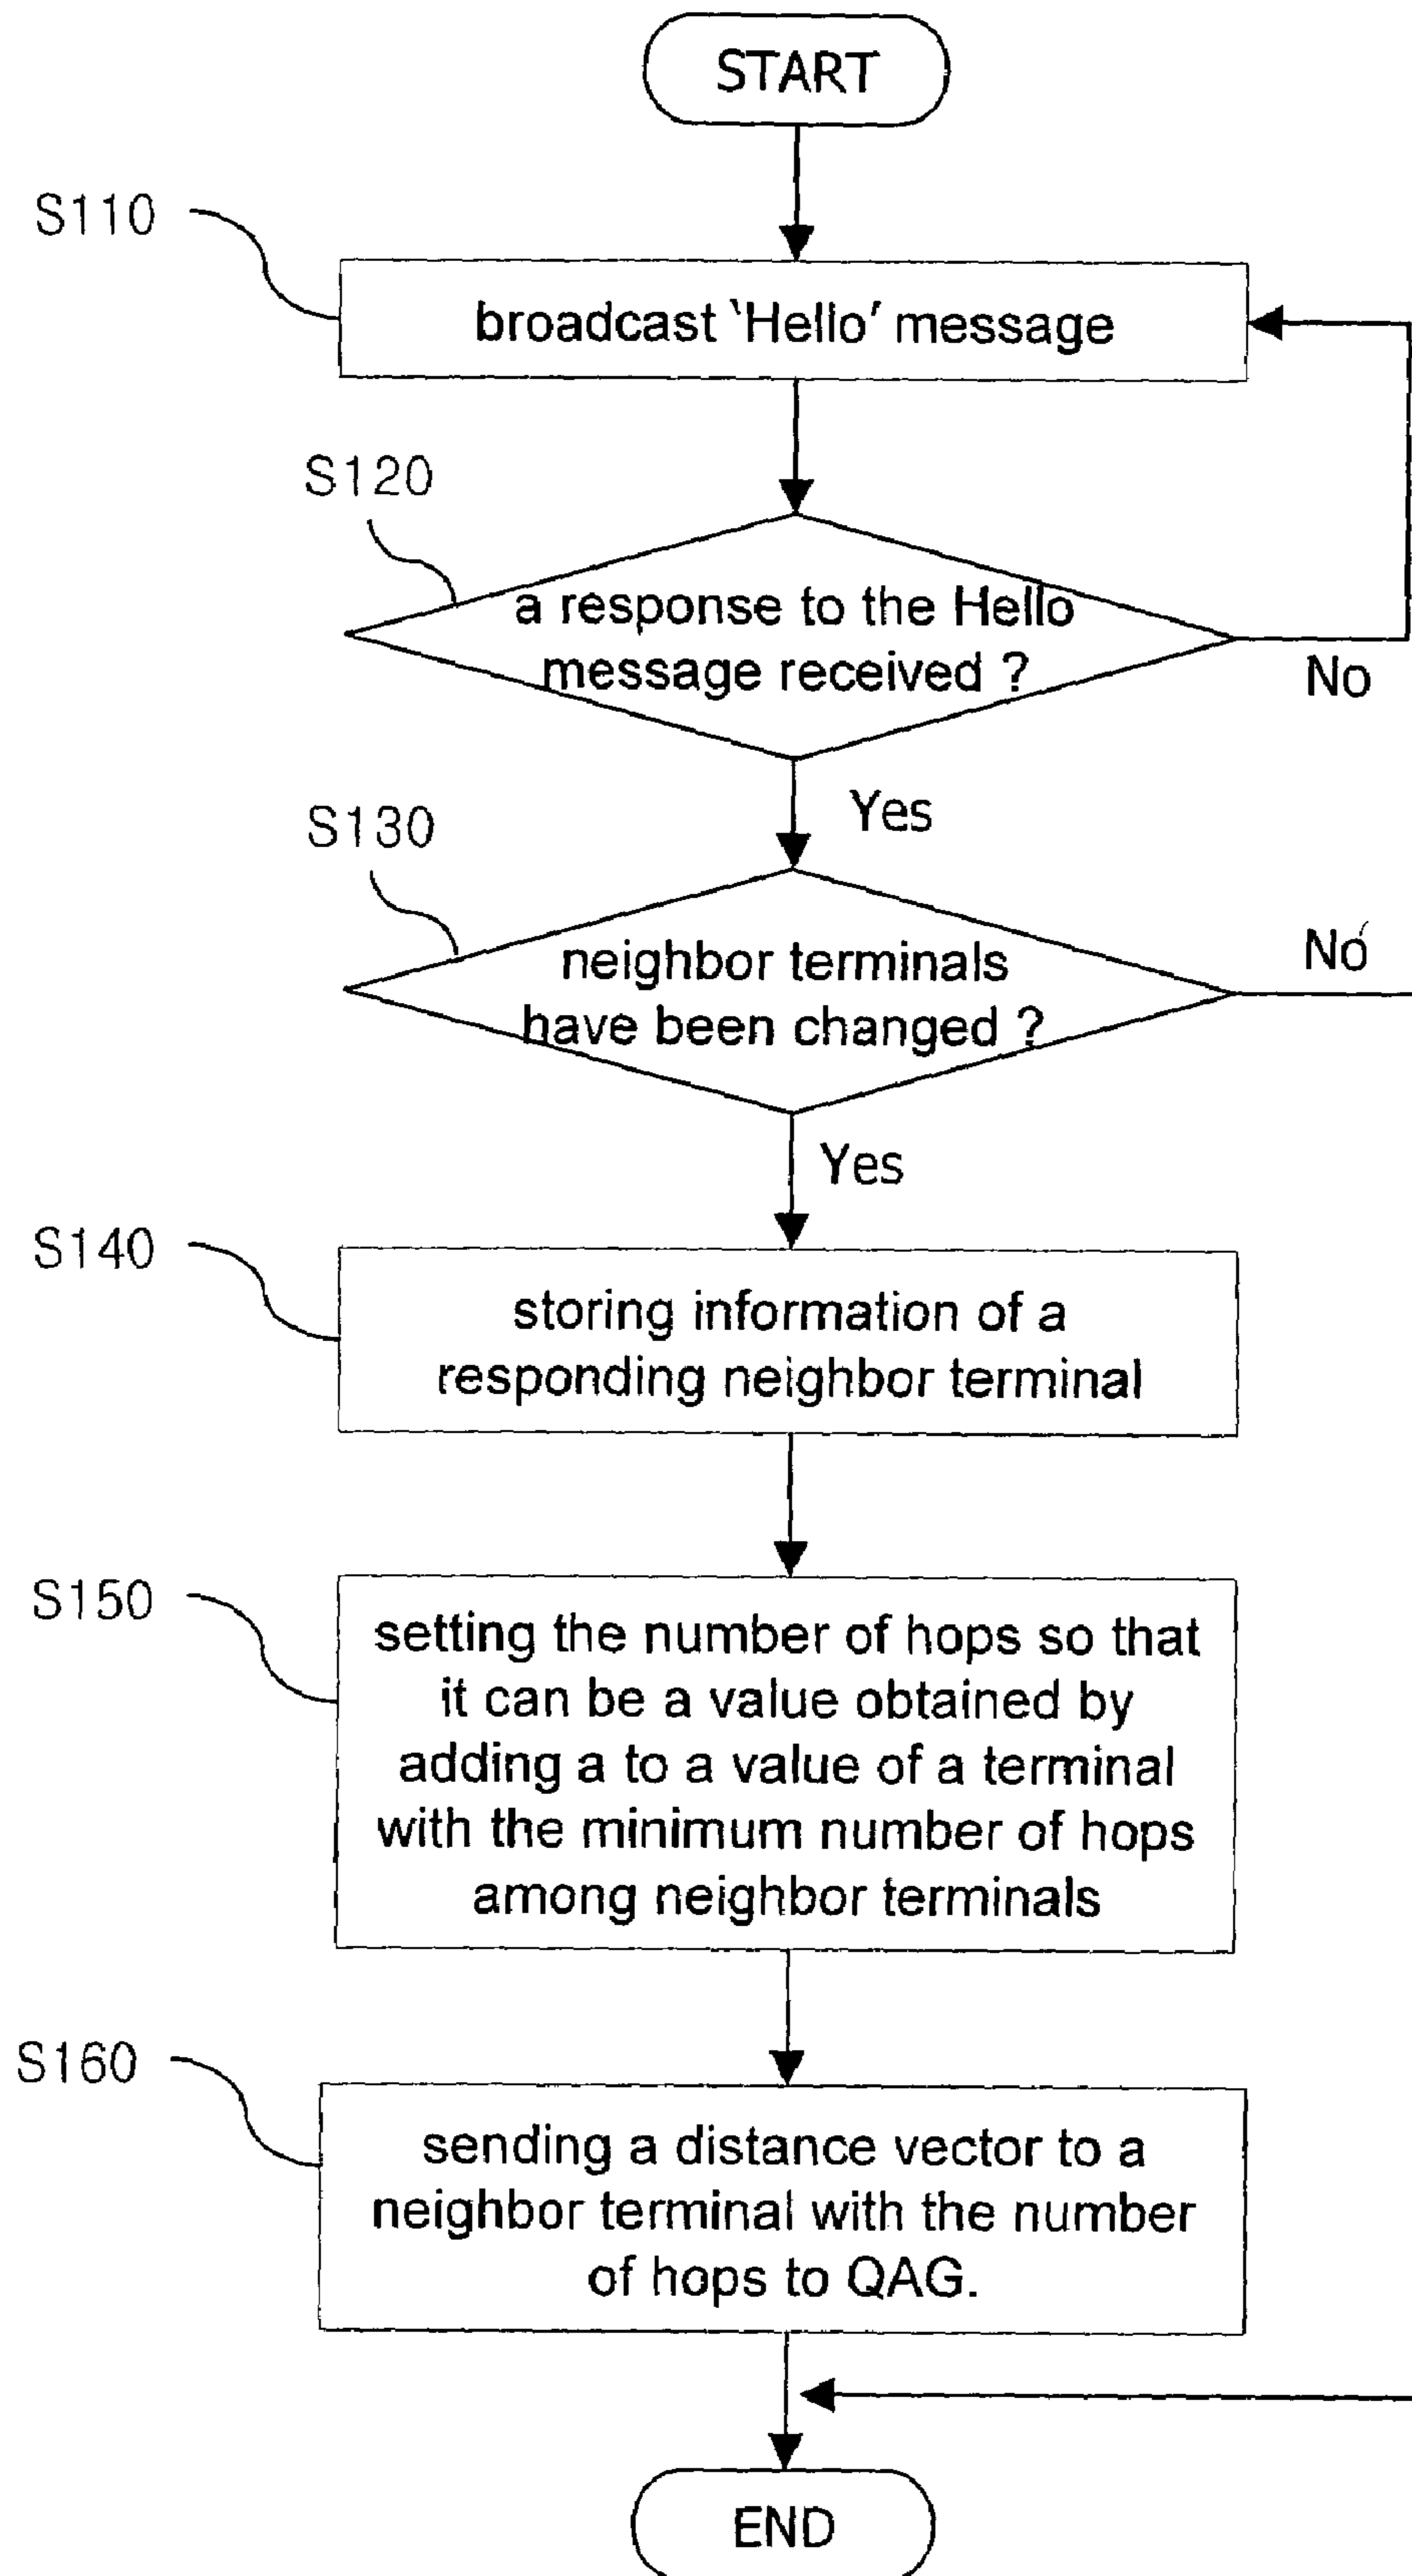 START
S110
broadcast 'Hello' message
S120
a response to the Hello
message received ?
No
Yes
S130
neighbor terminals
have been changed ?
No
Yes
S140
storing information of a
responding neighbor terminal
S150
setting the number of hops so that
it can be a value obtained by
adding a to a value of a terminal
with the minimum number of hops
among neighbor terminals
S160
sending a distance vector to a
neighbor terminal with the number
of hops to QAG.
END